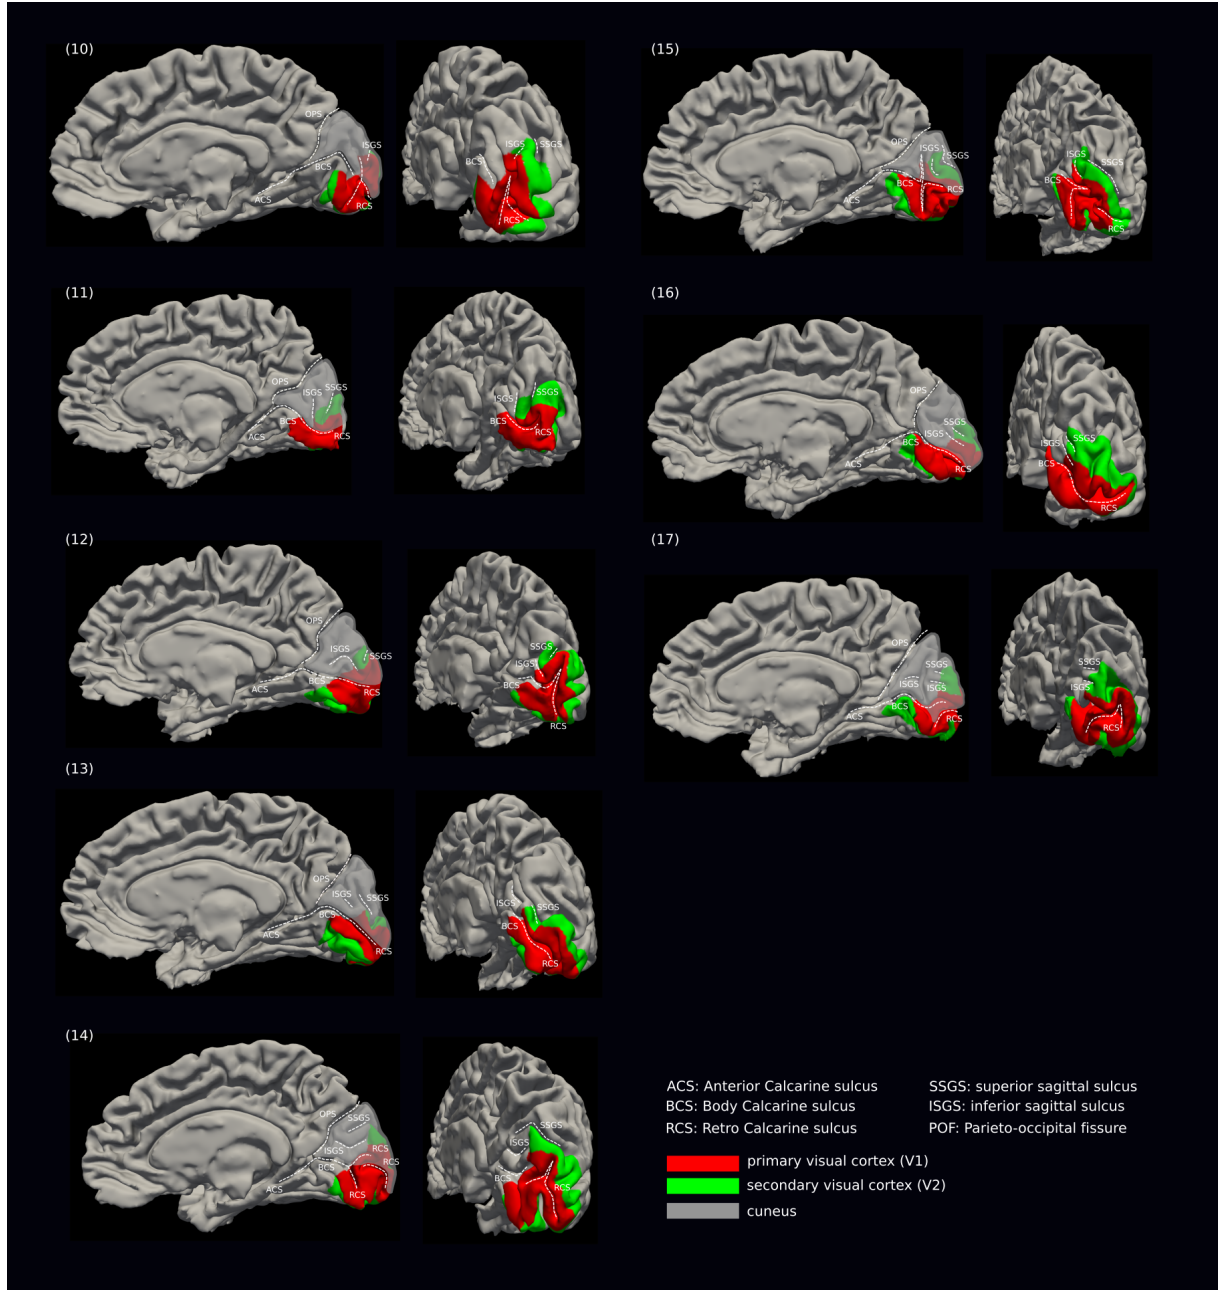 (10)
OPS
ISGS
BCS
ACS
RCS
ISGS
SSGS
BCS
RCS
(15)
ISGS
SSGS
BCS
RCS
ACS
ISGS
SSGS
BCS
RCS
(11)
OPS
SSGS
ISGS
BCS
ACS
RCS
SSGS
ISGS
BCS
RCS
(16)
OPS
SSGS
ISGS
BCS
ACS
RCS
ISGS
SSGS
BCS
RCS
(12)
OPS
ISGS
SSGS
BCS
ACS
RCS
SSGS
ISGS
BCS
RCS
(17)
OPS
SSGS
ISGS
ISGS
BCS
ACS
RCS
SSGS
ISGS
RCS
(13)
OPS
ISGS
SSGS
BCS
ACS
RCS
ISGS
SSGS
BCS
RCS
(14)
OPS
SSGS
ISGS
RCS
BCS
RCS
ACS
RCS
SSGS
ISGS
BCS
RCS
ACS: Anterior Calcarine sulcus
BCS: Body Calcarine sulcus
RCS: Retro Calcarine sulcus
SSGS: superior sagittal sulcus
ISGS: inferior sagittal sulcus
POF: Parieto-occipital fissure
primary visual cortex (V1)
secondary visual cortex (V2)
cuneus